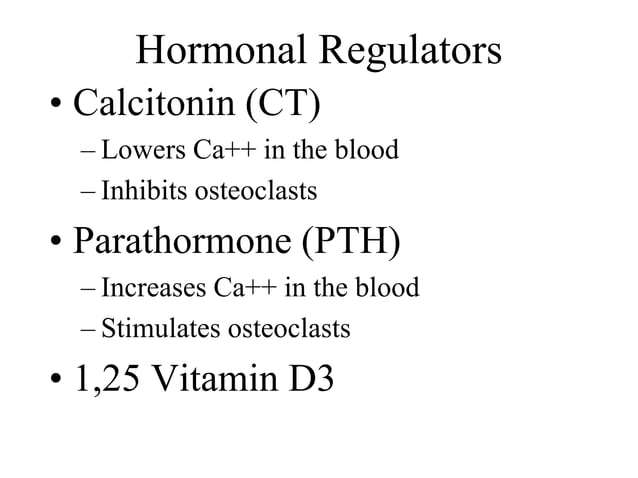 Hormonal Regulators
• Calcitonin (CT)
– Lowers Ca++ in the blood
– Inhibits osteoclasts
• Parathormone (PTH)
– Increases Ca++ in the blood
– Stimulates osteoclasts
• 1,25 Vitamin D3